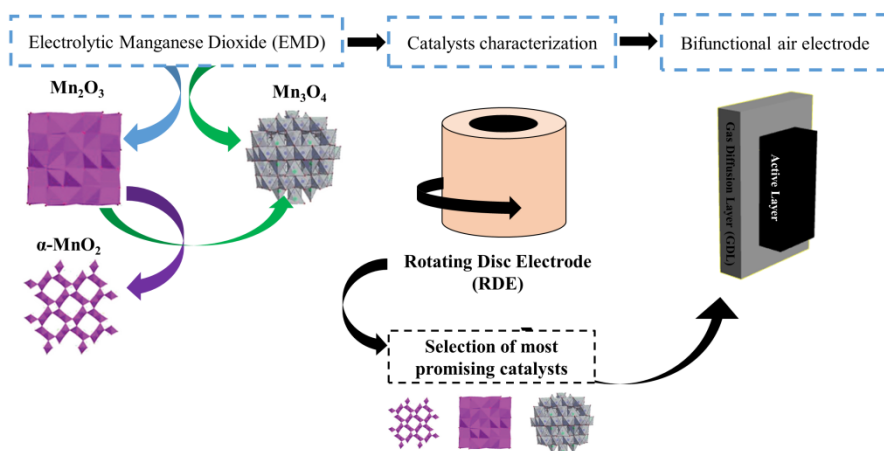 Electrolytic Manganese Dioxide (EMD)
Catalysts characterization
Bifunctional air electrode
Mn₂O₃
Mn₃O₄
α-MnO₂
Rotating Disc Electrode
(RDE)
Gas Diffusion Layer (GDL)
Active Layer
Selection of most
promising catalysts